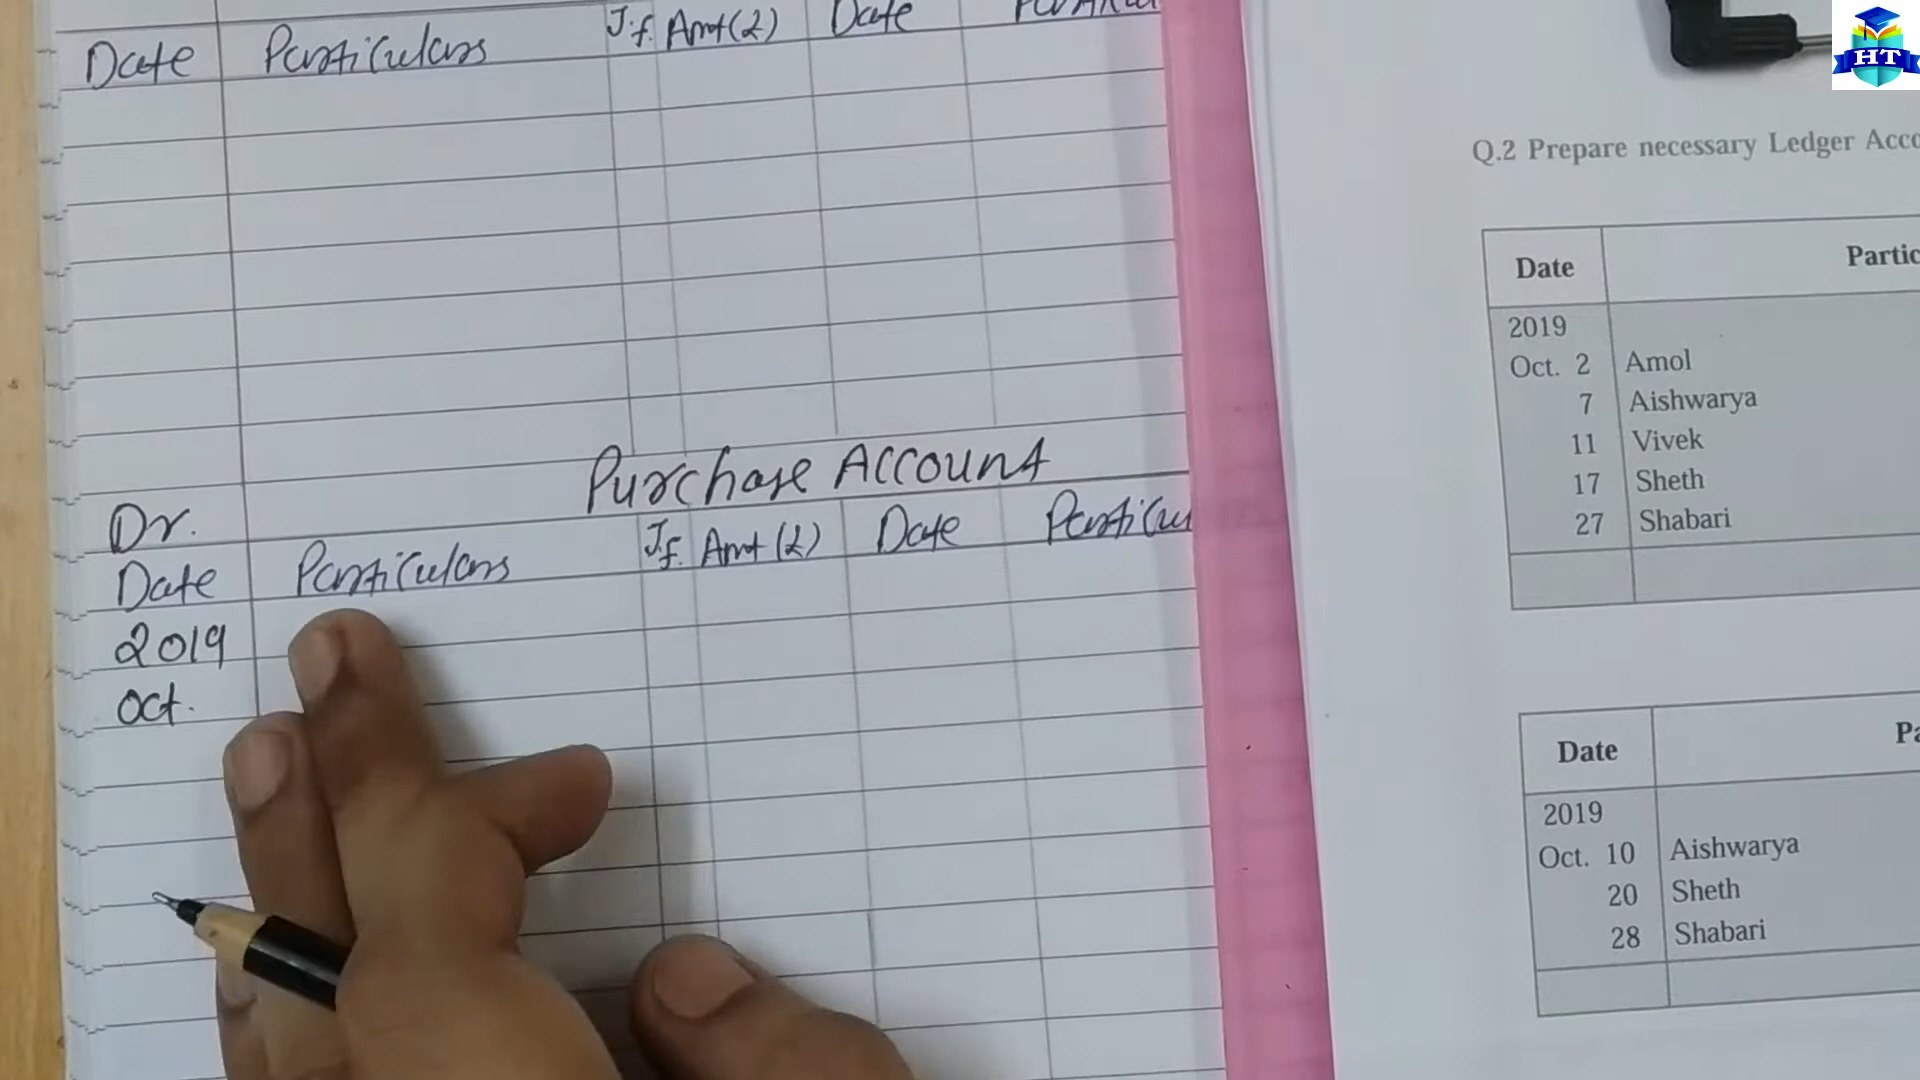 Date Particulars J.f. Amt(₹) Date
Purchase Account
Dr.
Date Particulars J.f. Amt(₹) Date Particu
2019
Oct.
HT
Q.2 Prepare necessary Ledger Acco
Date Partic
2019
Oct. 2 Amol
7 Aishwarya
11 Vivek
17 Sheth
27 Shabari
Date Pa
2019
Oct. 10 Aishwarya
20 Sheth
28 Shabari